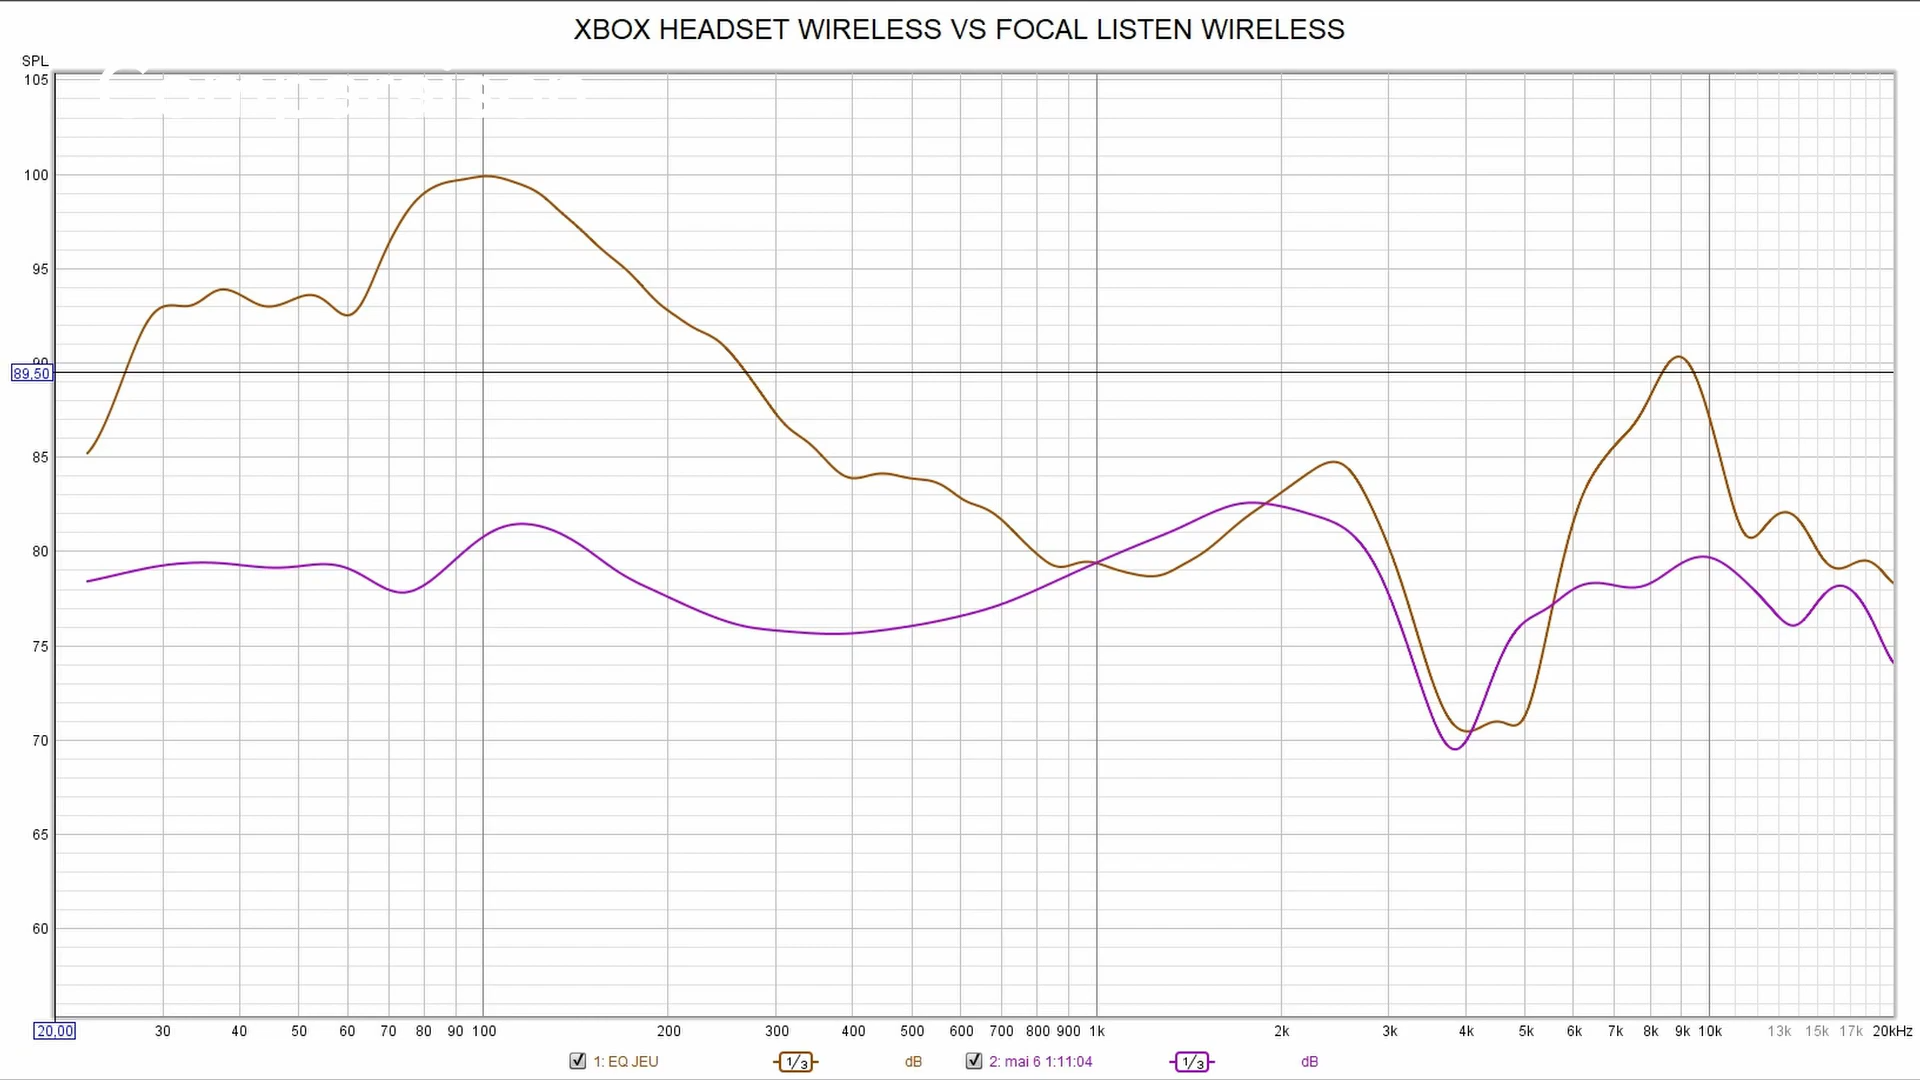 XBOX HEADSET WIRELESS VS FOCAL LISTEN WIRELESS
SPL
105
100
95
90
89,50
85
80
75
70
65
60
20,00 30 40 50 60 70 80 90 100 200 300 400 500 600 700 800 900 1k 2k 3k 4k 5k 6k 7k 8k 9k 10k 13k 15k 17k 20kHz
1: EQ JEU 1/3 dB 2: mai 6 1:11:04 1/3 dB